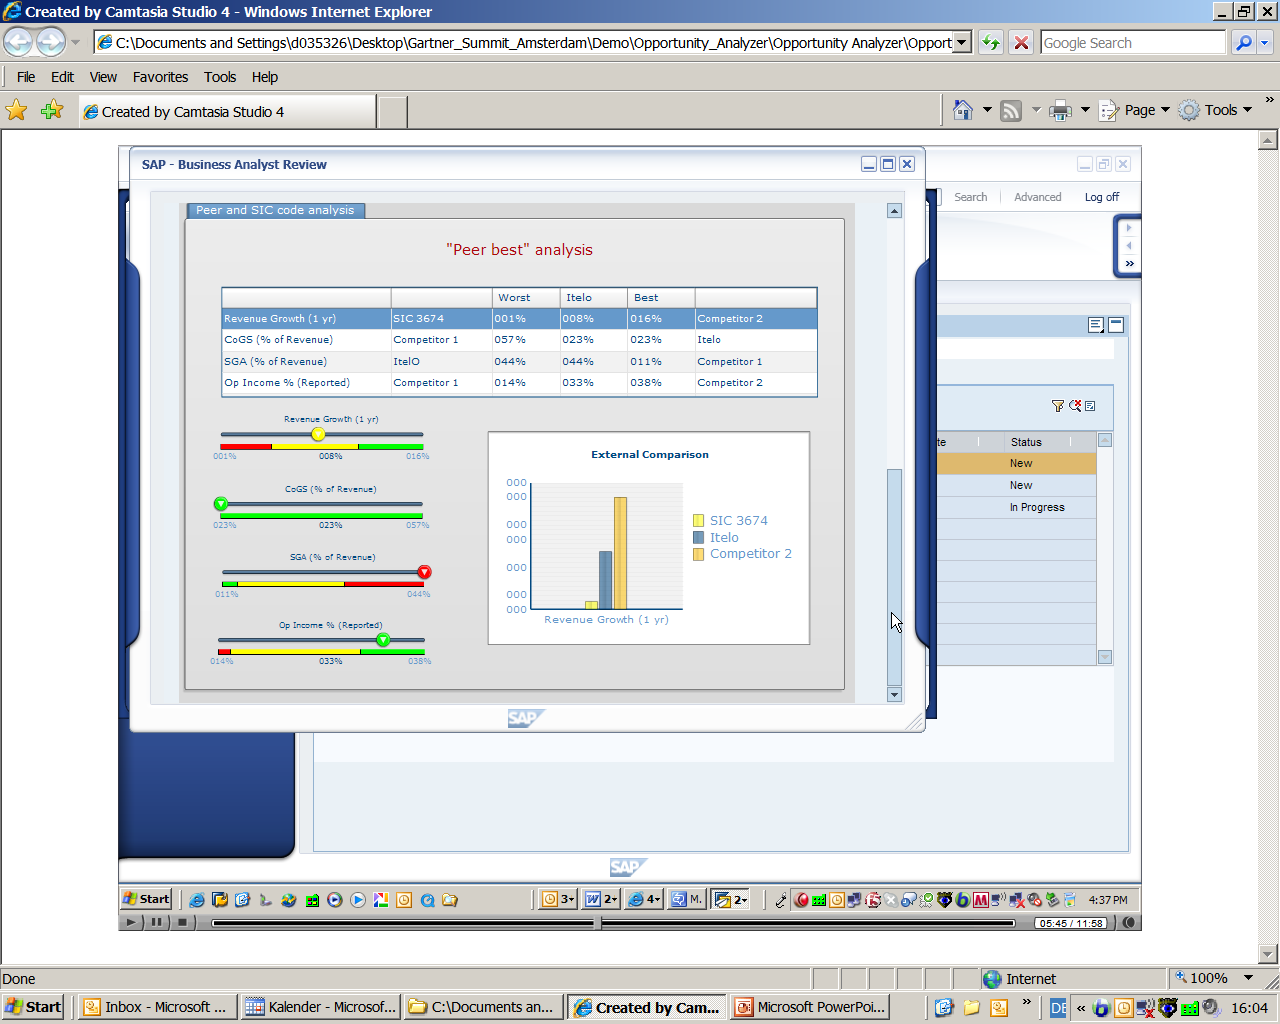 Created by Camtasia Studio 4 - Windows Internet Explorer
C:\Documents and Settings\d035326\Desktop\Gartner_Summit_Amsterdam\Demo\Opportunity_Analyzer\Opportunity Analyzer\Opport
Google Search
File Edit View Favorites Tools Help
Created by Camtasia Studio 4
Page Tools »
SAP - Business Analyst Review
Search Advanced Log off
Peer and SIC code analysis
"Peer best" analysis
Worst Itelo Best
Revenue Growth (1 yr) SIC 3674 001% 008% 016% Competitor 2
CoGS (% of Revenue) Competitor 1 057% 023% 023% Itelo
SGA (% of Revenue) ItelO 044% 044% 011% Competitor 1
Op Income % (Reported) Competitor 1 014% 033% 038% Competitor 2
Revenue Growth (1 yr)
001% 008% 016%
CoGS (% of Revenue)
023% 023% 057%
SGA (% of Revenue)
011% 044%
Op Income % (Reported)
014% 033% 038%
External Comparison
000
000
000
000
000
000
000
Revenue Growth (1 yr)
SIC 3674
Itelo
Competitor 2
te Status
New
New
In Progress
SAP
SAP
Start 3 2 4 M. 2 4:37 PM
05:45 / 11:58
Done Internet 100%
Start Inbox - Microsoft ... Kalender - Microsof... C:\Documents an... Created by Cam... Microsoft PowerPoi... » DE « 16:04